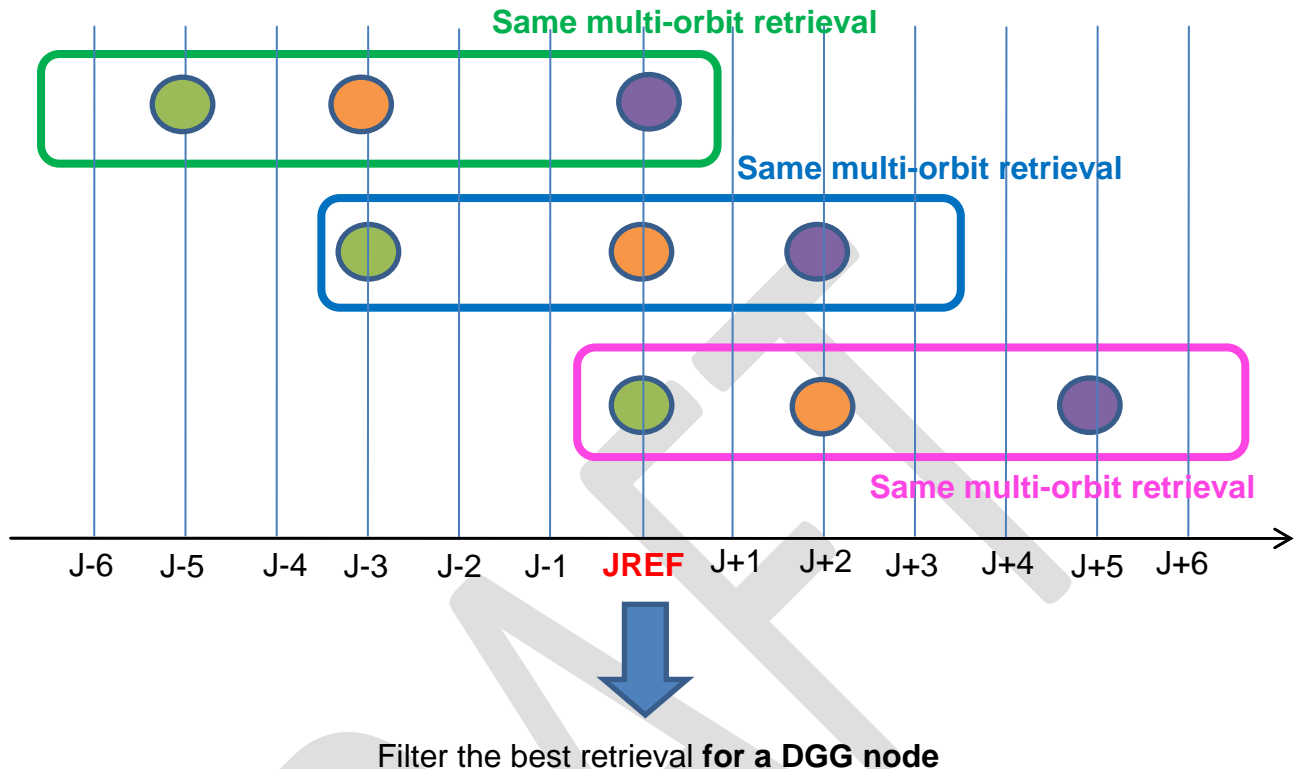 Same multi-orbit retrieval
Same multi-orbit retrieval
Same multi-orbit retrieval
J-6 J-5 J-4 J-3 J-2 J-1 JREF J+1 J+2 J+3 J+4 J+5 J+6
Filter the best retrieval for a DGG node